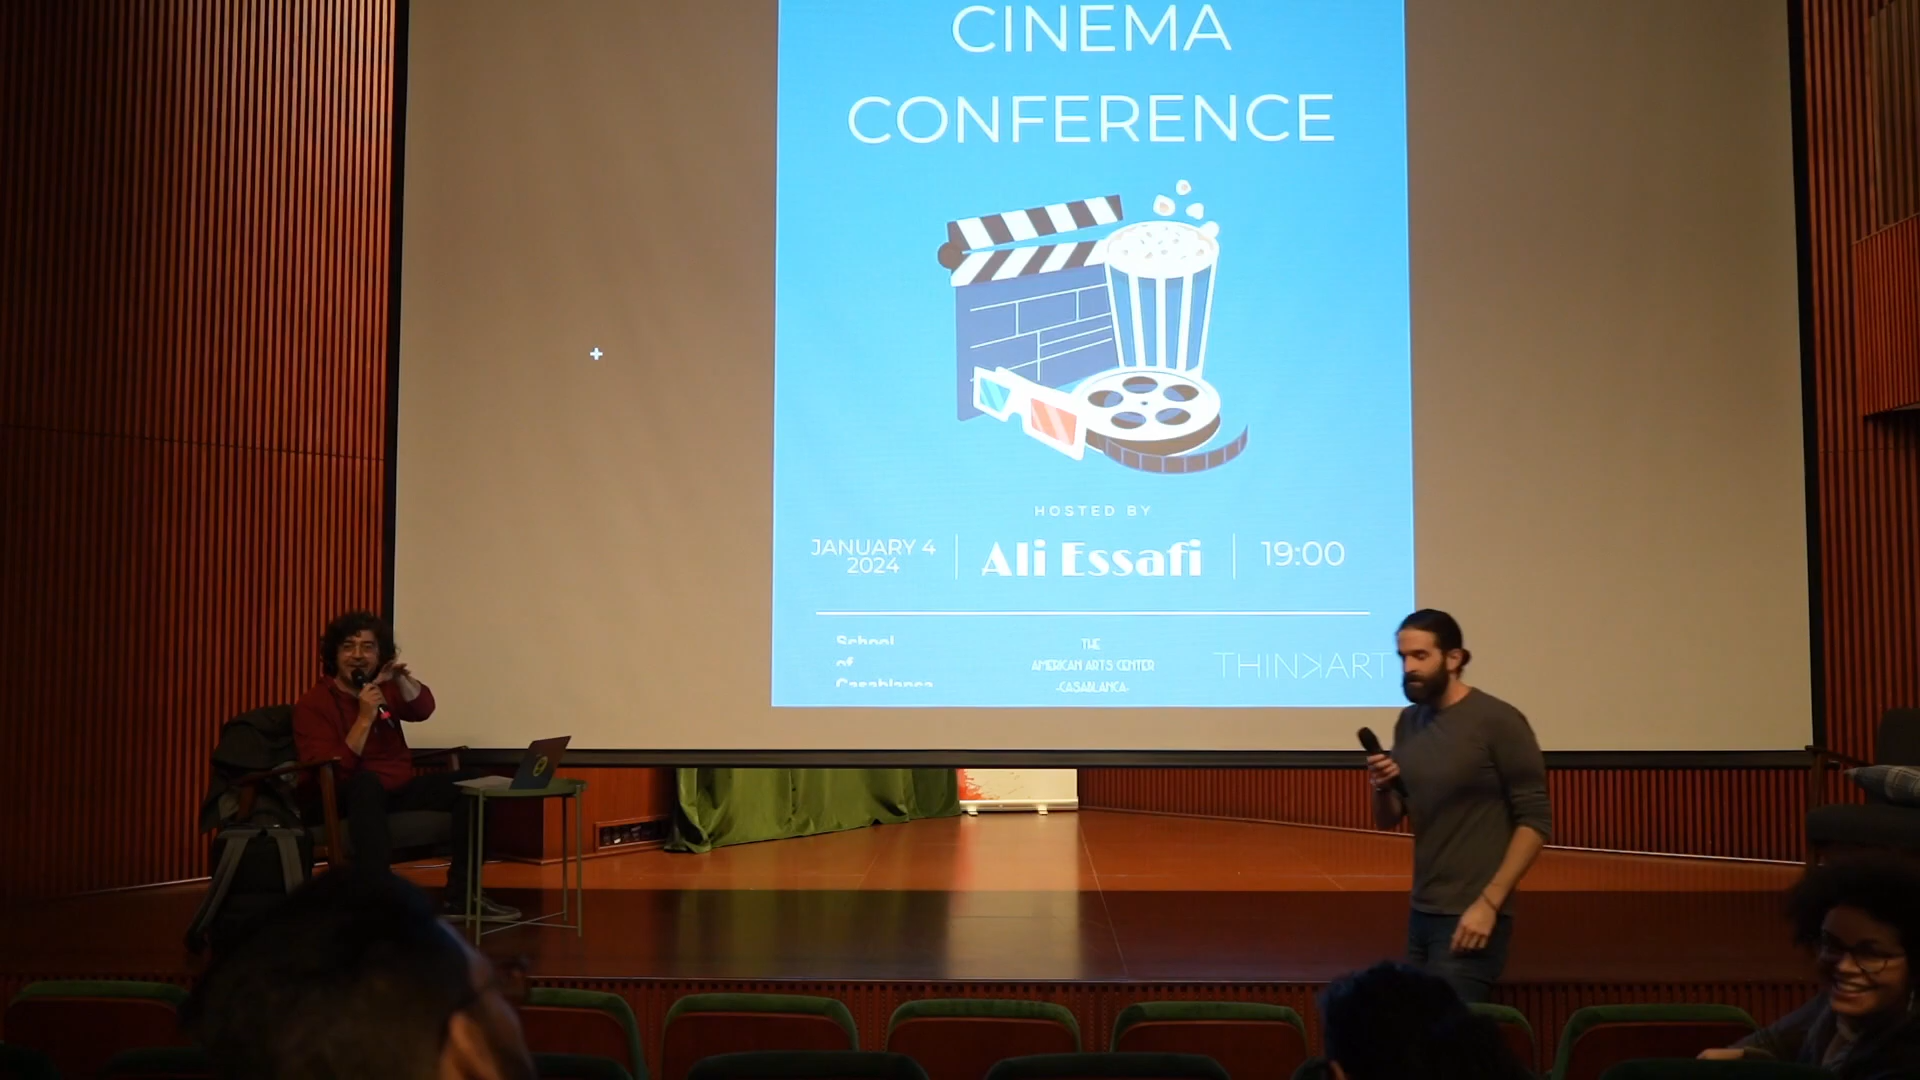 CINEMA
CONFERENCE
HOSTED BY
JANUARY 4
2024
Ali Essafi
19:00
School
of
Casablanca
THE
AMERICAN ARTS CENTER
-CASABLANCA-
THINKART